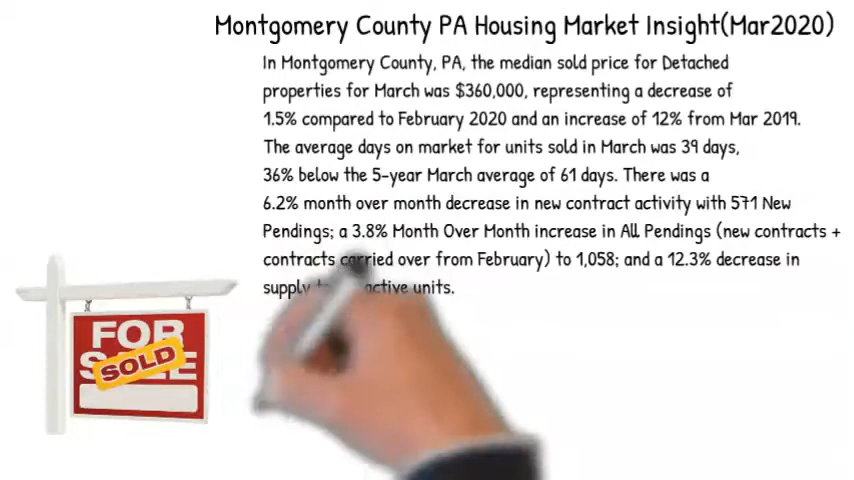 Montgomery County PA Housing Market Insight(Mar2020)
In Montgomery County, PA, the median sold price for Detached
properties for March was $360,000, representing a decrease of
1.5% compared to February 2020 and an increase of 12% from Mar 2019.
The average days on market for units sold in March was 39 days,
36% below the 5-year March average of 61 days. There was a
6.2% month over month decrease in new contract activity with 571 New
Pendings; a 3.8% Month Over Month increase in All Pendings (new contracts +
contracts carried over from February) to 1,058; and a 12.3% decrease in
supply active units.
FOR
SALE
SOLD